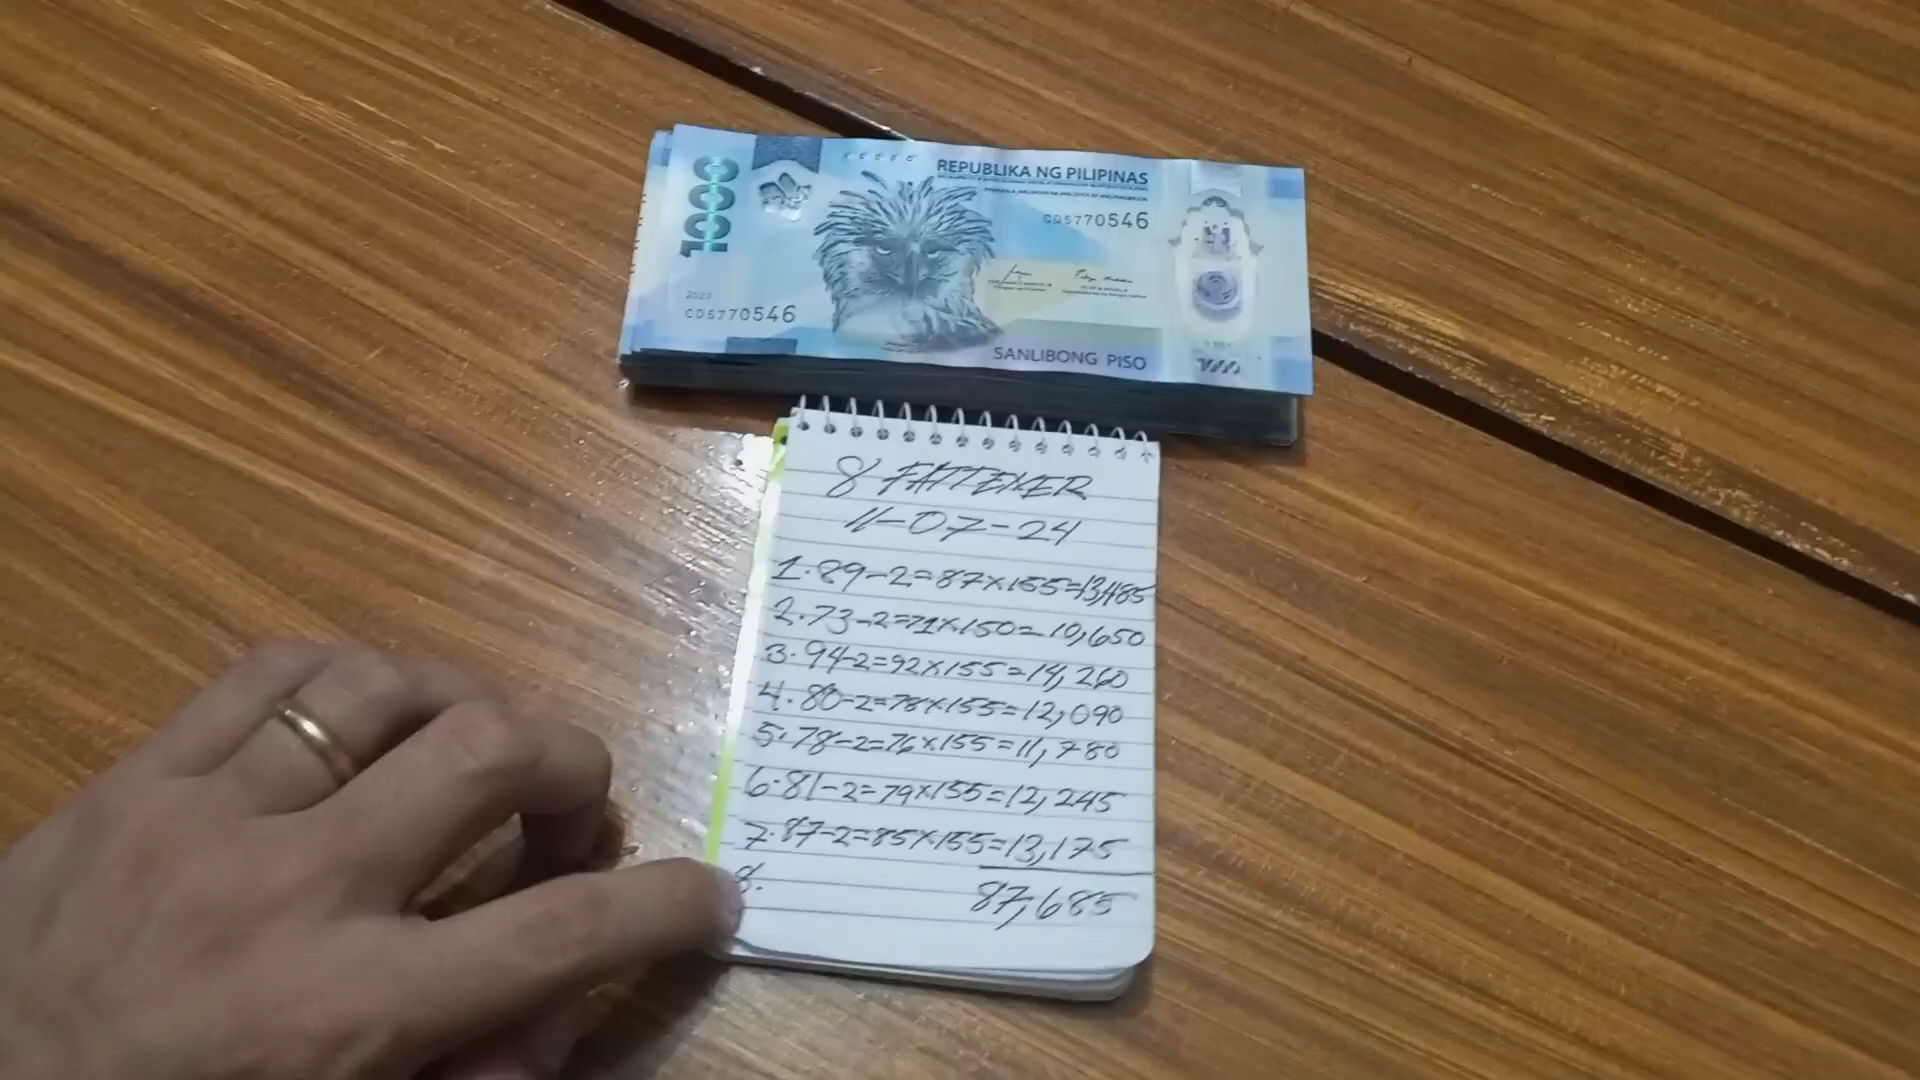 1000
REPUBLIKA NG PILIPINAS
CD5770546
2023
CD5770546
SANLIBONG PISO
1000
8 FATTENER
11-07-24
1. 89-2=87x155=13,485
2. 73-2=71x150=10,650
3. 94-2=92x155=14,260
4. 80-2=78x155=12,090
5. 78-2=76x155=11,780
6. 81-2=79x155=12,245
7. 87-2=85x155=13,175
8.
87,685